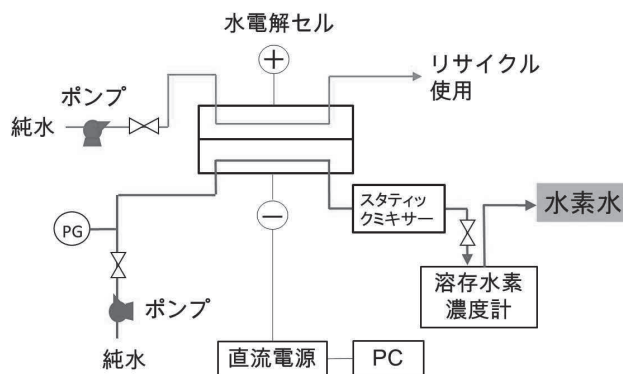 水電解セル
+
リサイクル
使用
ポンプ
純水
スタティッ
クミキサー
水素水
PG
−
溶存水素
濃度計
ポンプ
純水
直流電源
PC